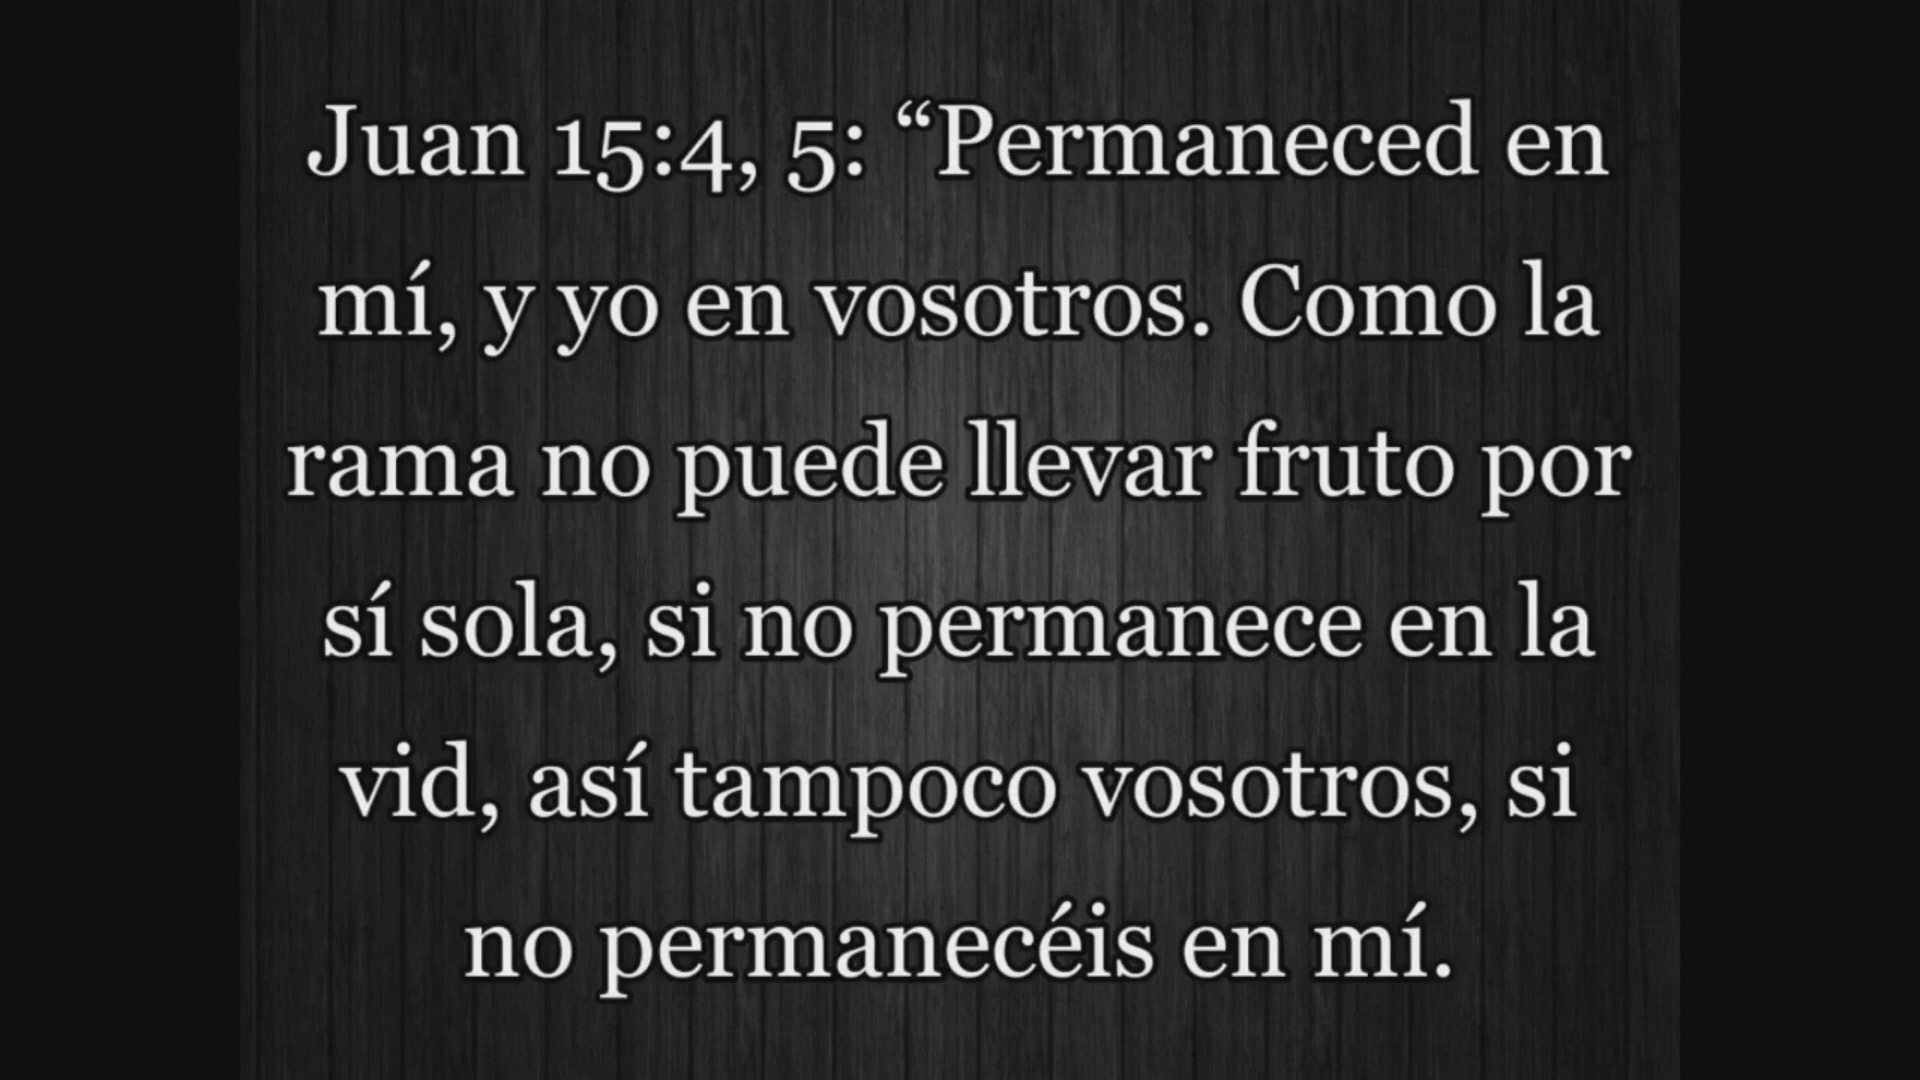 Juan 15:4, 5: “Permaneced en
mí, y yo en vosotros. Como la
rama no puede llevar fruto por
sí sola, si no permanece en la
vid, así tampoco vosotros, si
no permanecéis en mí.